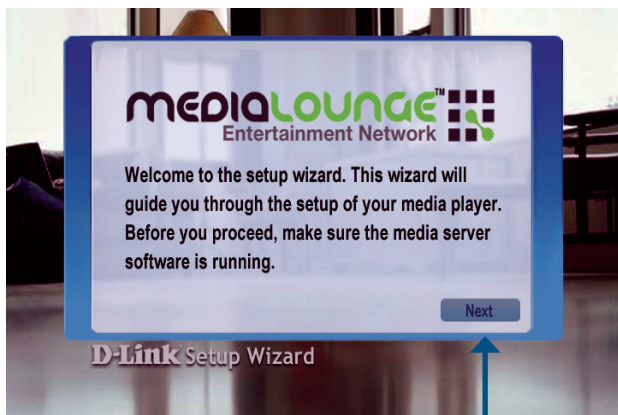 MEDIALOUNGE™
Entertainment Network
Welcome to the setup wizard. This wizard will
guide you through the setup of your media player.
Before you proceed, make sure the media server
software is running.
Next
D-Link Setup Wizard